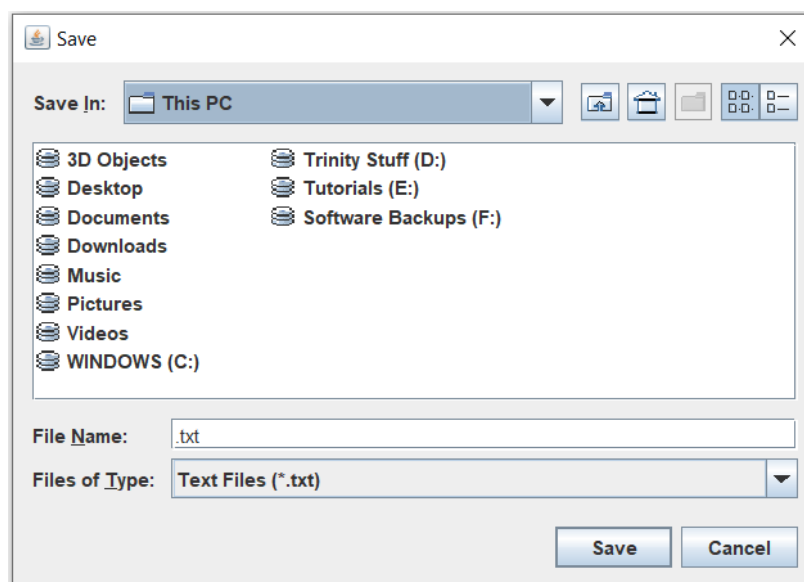 Save
Save In: This PC
3D Objects
Desktop
Documents
Downloads
Music
Pictures
Videos
WINDOWS (C:)
Trinity Stuff (D:)
Tutorials (E:)
Software Backups (F:)
File Name: .txt
Files of Type: Text Files (*.txt)
Save Cancel